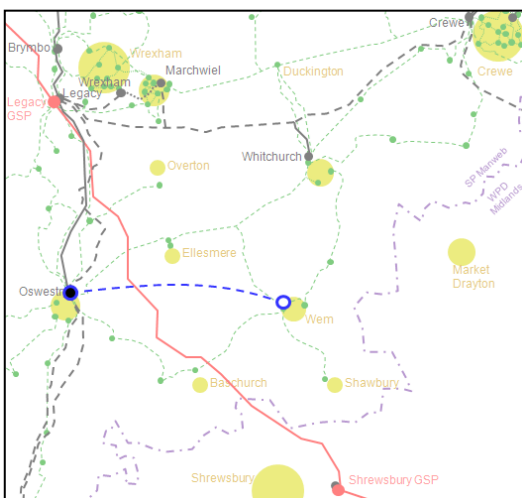 Crewe
Brymbo
Wrexham
Marchwiel
Duckington
Crewe
Wrexham
Legacy
Legacy
GSP
Whitchurch
SP Manweb
WPD
Midlands
Overton
Ellesmere
Market
Drayton
Oswestr
Wem
Baschurch
Shawbury
Shrewsbury
Shrewsbury GSP